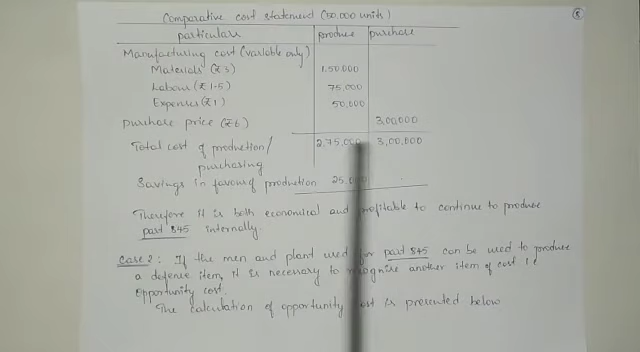 Comparative cost statement (50,000 units)
8
particulars produce purchase
Manufacturing cost (variable only)
Materials (₹3) 1,50,000
Labour (₹1.5) 75,000
Expenses (₹1) 50,000
purchase price (₹6) 3,00,000
Total cost of production/ 2,75,000 3,00,000
purchasing
Savings in favour of production 25,000
Therefore it is both economical and profitable to continue to produce
part 845 internally.
Case 2: If the men and plant used for part 845 can be used to produce
a defense item, it is necessary to recognise another item of cost i.e
opportunity cost.
The calculation of opportunity cost is presented below